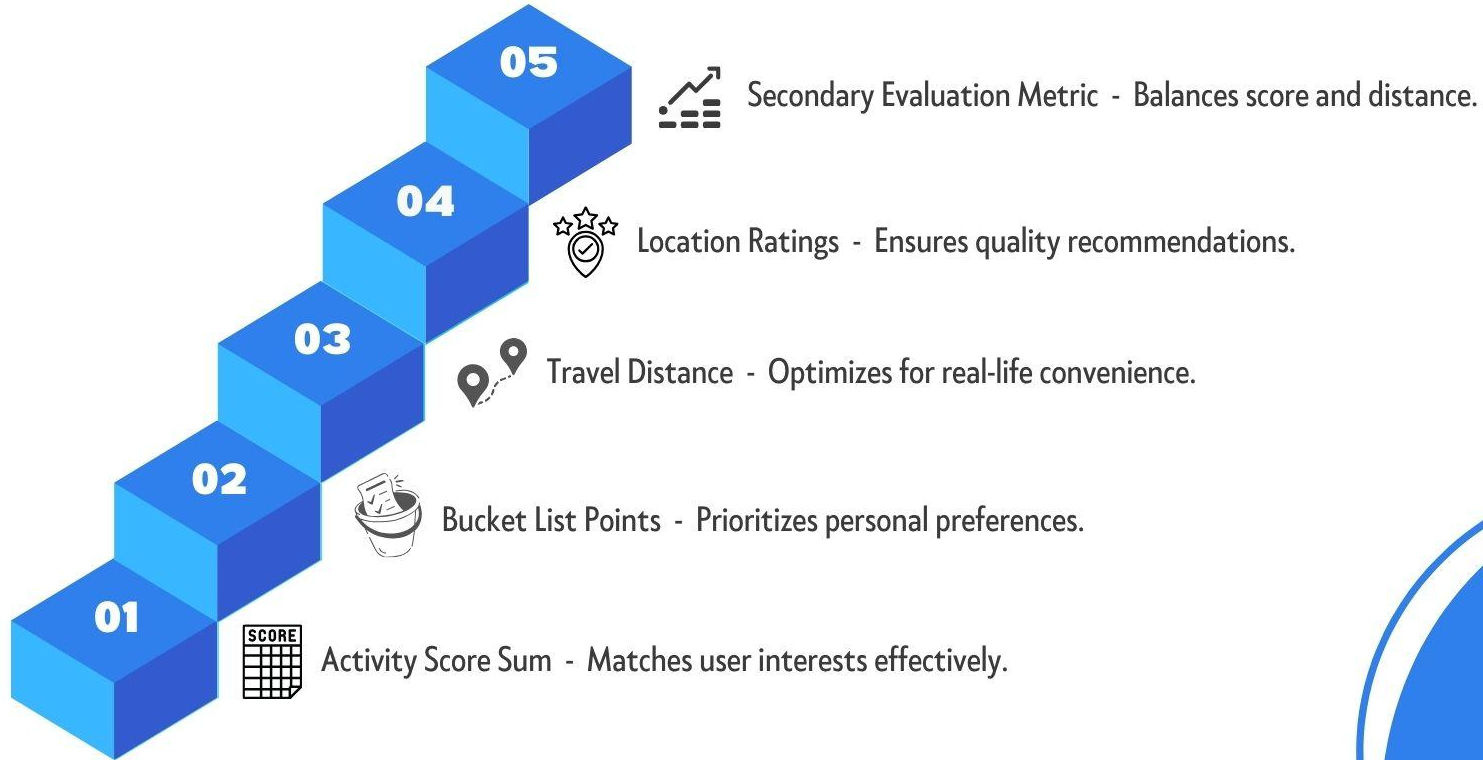 05
Secondary Evaluation Metric - Balances score and distance.
04
Location Ratings - Ensures quality recommendations.
03
Travel Distance - Optimizes for real-life convenience.
02
Bucket List Points - Prioritizes personal preferences.
01
SCORE
Activity Score Sum - Matches user interests effectively.